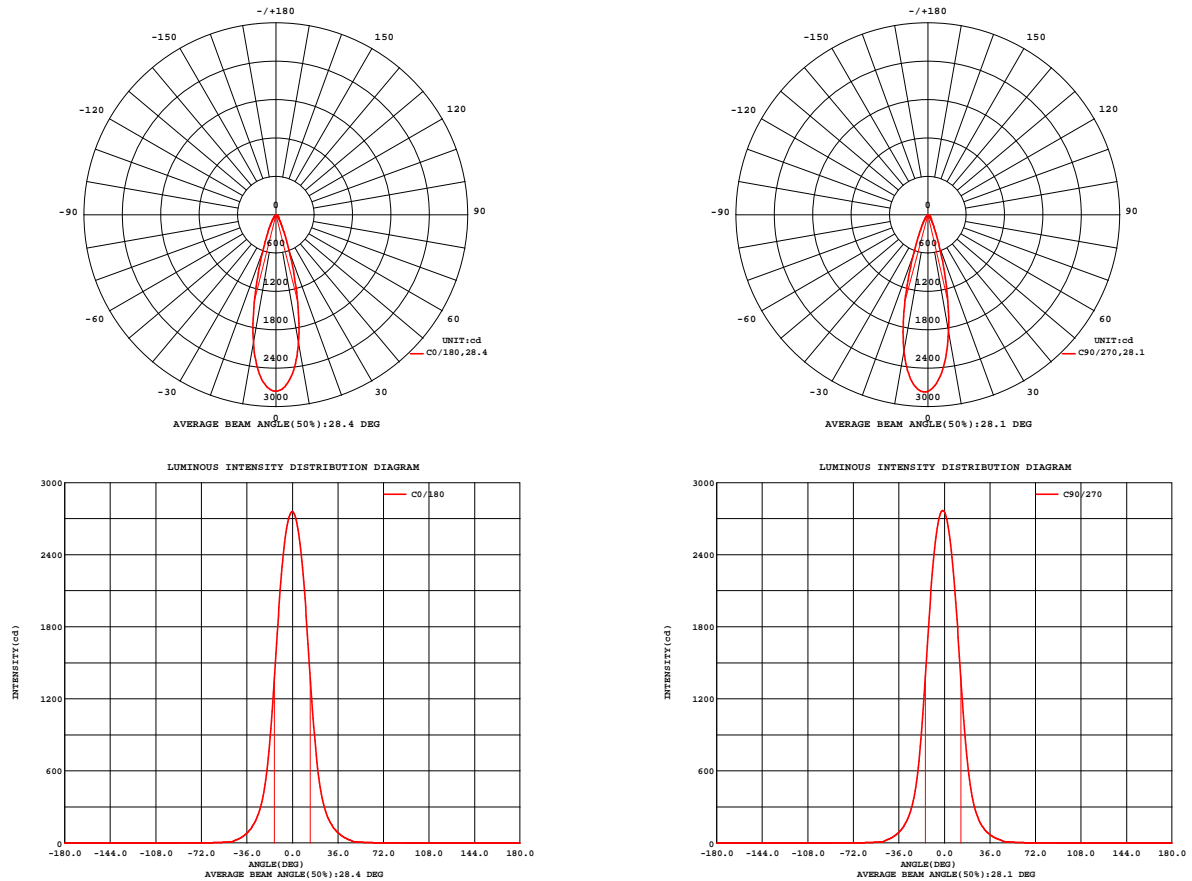 -/+180
-150
150
-120
120
-90
90
0
600
-60
1200
60
1800
UNIT:cd
C0/180,28.4
2400
-30
30
3000
0
AVERAGE BEAM ANGLE(50%):28.4 DEG
-/+180
-150
150
-120
120
-90
90
0
600
-60
1200
60
1800
UNIT:cd
C90/270,28.1
2400
-30
30
3000
0
AVERAGE BEAM ANGLE(50%):28.1 DEG
LUMINOUS INTENSITY DISTRIBUTION DIAGRAM
C0/180
3000
2400
1800
1200
600
0
INTENSITY(cd)
-180.0 -144.0 -108.0 -72.0 -36.0 0.0 36.0 72.0 108.0 144.0 180.0
ANGLE(DEG)
AVERAGE BEAM ANGLE(50%):28.4 DEG
LUMINOUS INTENSITY DISTRIBUTION DIAGRAM
C90/270
3000
2400
1800
1200
600
0
INTENSITY(cd)
-180.0 -144.0 -108.0 -72.0 -36.0 0.0 36.0 72.0 108.0 144.0 180.0
ANGLE(DEG)
AVERAGE BEAM ANGLE(50%):28.1 DEG